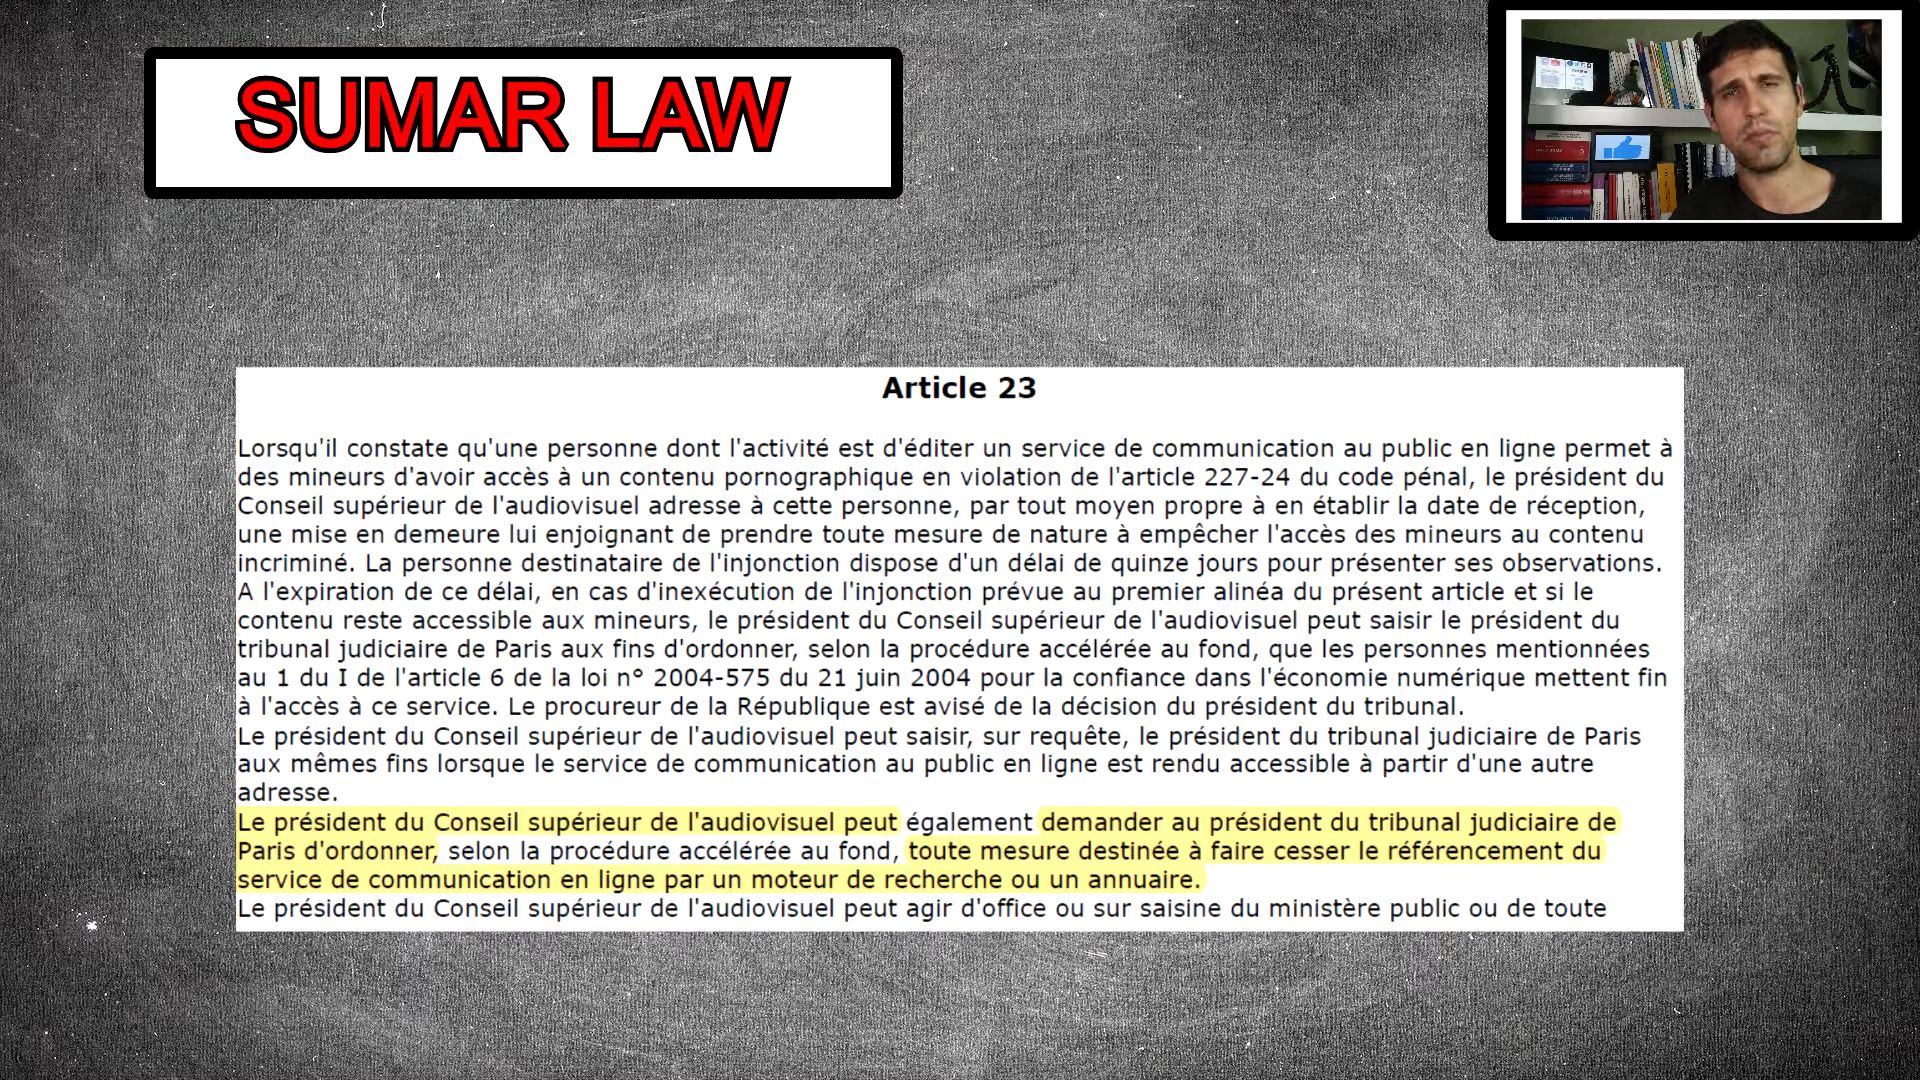 SUMAR LAW
Article 23
Lorsqu'il constate qu'une personne dont l'activité est d'éditer un service de communication au public en ligne permet à
des mineurs d'avoir accès à un contenu pornographique en violation de l'article 227-24 du code pénal, le président du
Conseil supérieur de l'audiovisuel adresse à cette personne, par tout moyen propre à en établir la date de réception,
une mise en demeure lui enjoignant de prendre toute mesure de nature à empêcher l'accès des mineurs au contenu
incriminé. La personne destinataire de l'injonction dispose d'un délai de quinze jours pour présenter ses observations.
A l'expiration de ce délai, en cas d'inexécution de l'injonction prévue au premier alinéa du présent article et si le
contenu reste accessible aux mineurs, le président du Conseil supérieur de l'audiovisuel peut saisir le président du
tribunal judiciaire de Paris aux fins d'ordonner, selon la procédure accélérée au fond, que les personnes mentionnées
au 1 du I de l'article 6 de la loi n° 2004-575 du 21 juin 2004 pour la confiance dans l'économie numérique mettent fin
à l'accès à ce service. Le procureur de la République est avisé de la décision du président du tribunal.
Le président du Conseil supérieur de l'audiovisuel peut saisir, sur requête, le président du tribunal judiciaire de Paris
aux mêmes fins lorsque le service de communication au public en ligne est rendu accessible à partir d'une autre
adresse.
Le président du Conseil supérieur de l'audiovisuel peut également demander au président du tribunal judiciaire de
Paris d'ordonner, selon la procédure accélérée au fond, toute mesure destinée à faire cesser le référencement du
service de communication en ligne par un moteur de recherche ou un annuaire.
Le président du Conseil supérieur de l'audiovisuel peut agir d'office ou sur saisine du ministère public ou de toute